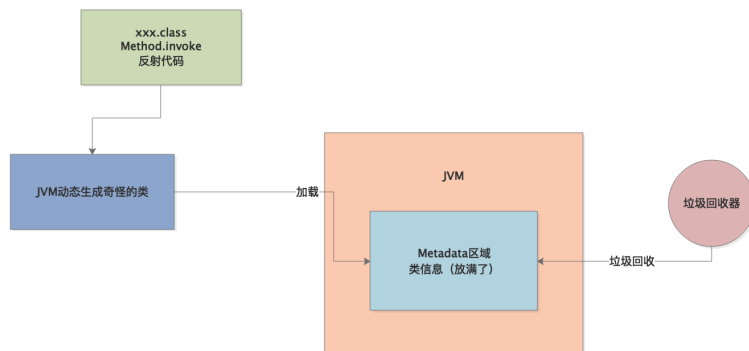 xxx.class
Method.invoke
反射代码
JVM动态生成奇怪的类
加载
JVM
Metadata区域
类信息（放满了）
垃圾回收器
垃圾回收